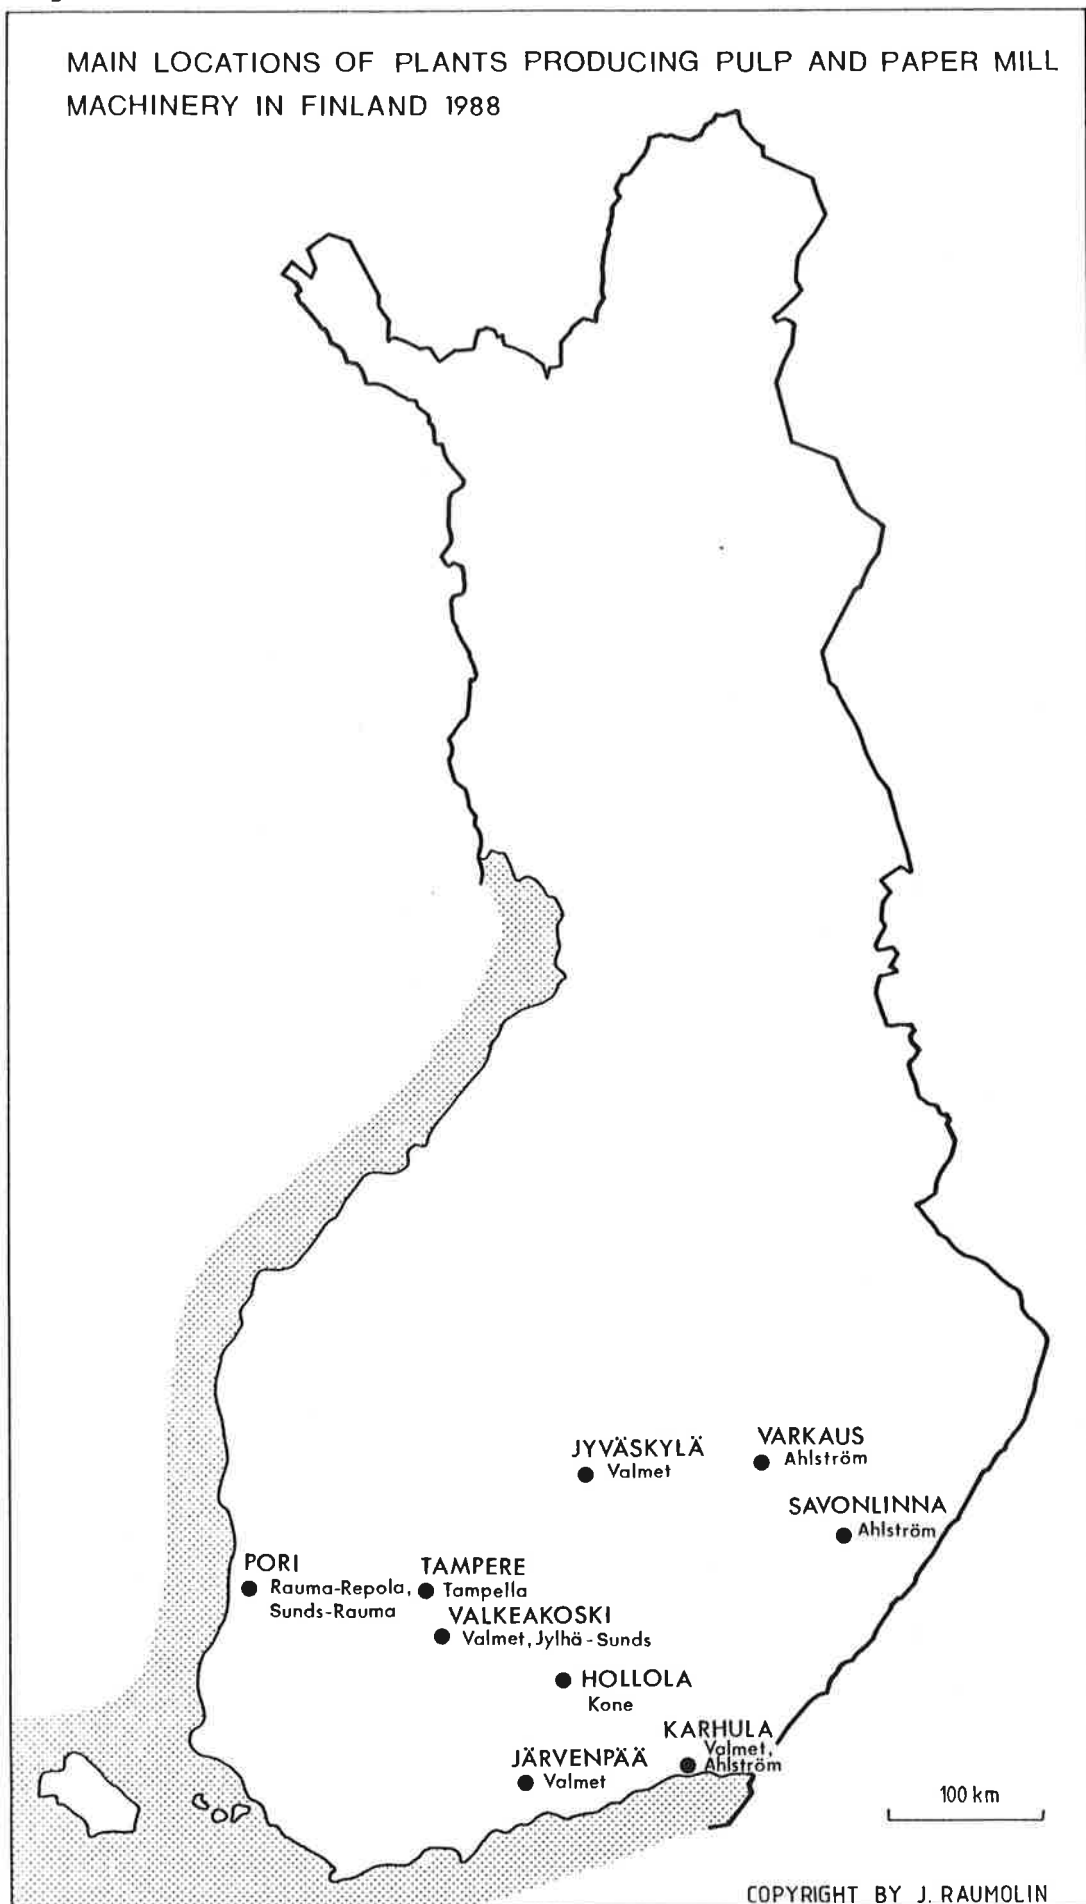 MAIN LOCATIONS OF PLANTS PRODUCING PULP AND PAPER MILL
MACHINERY IN FINLAND 1988
JYVÄSKYLÄ
Valmet
VARKAUS
Ahlström
SAVONLINNA
Ahlström
PORI
Rauma-Repola,
Sunds-Rauma
TAMPERE
Tampella
VALKEAKOSKI
Valmet, Jylhä-Sunds
HOLLOLA
Kone
KARHULA
Valmet,
Ahlström
JÄRVENPÄÄ
Valmet
100 km
COPYRIGHT BY J. RAUMOLIN